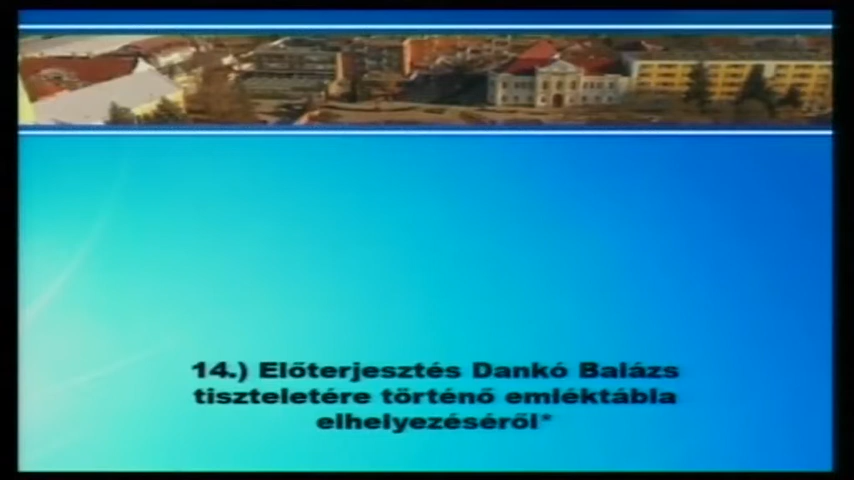 14.) Előterjesztés Dankó Balázs
tiszteletére történő emléktábla
elhelyezéséről*